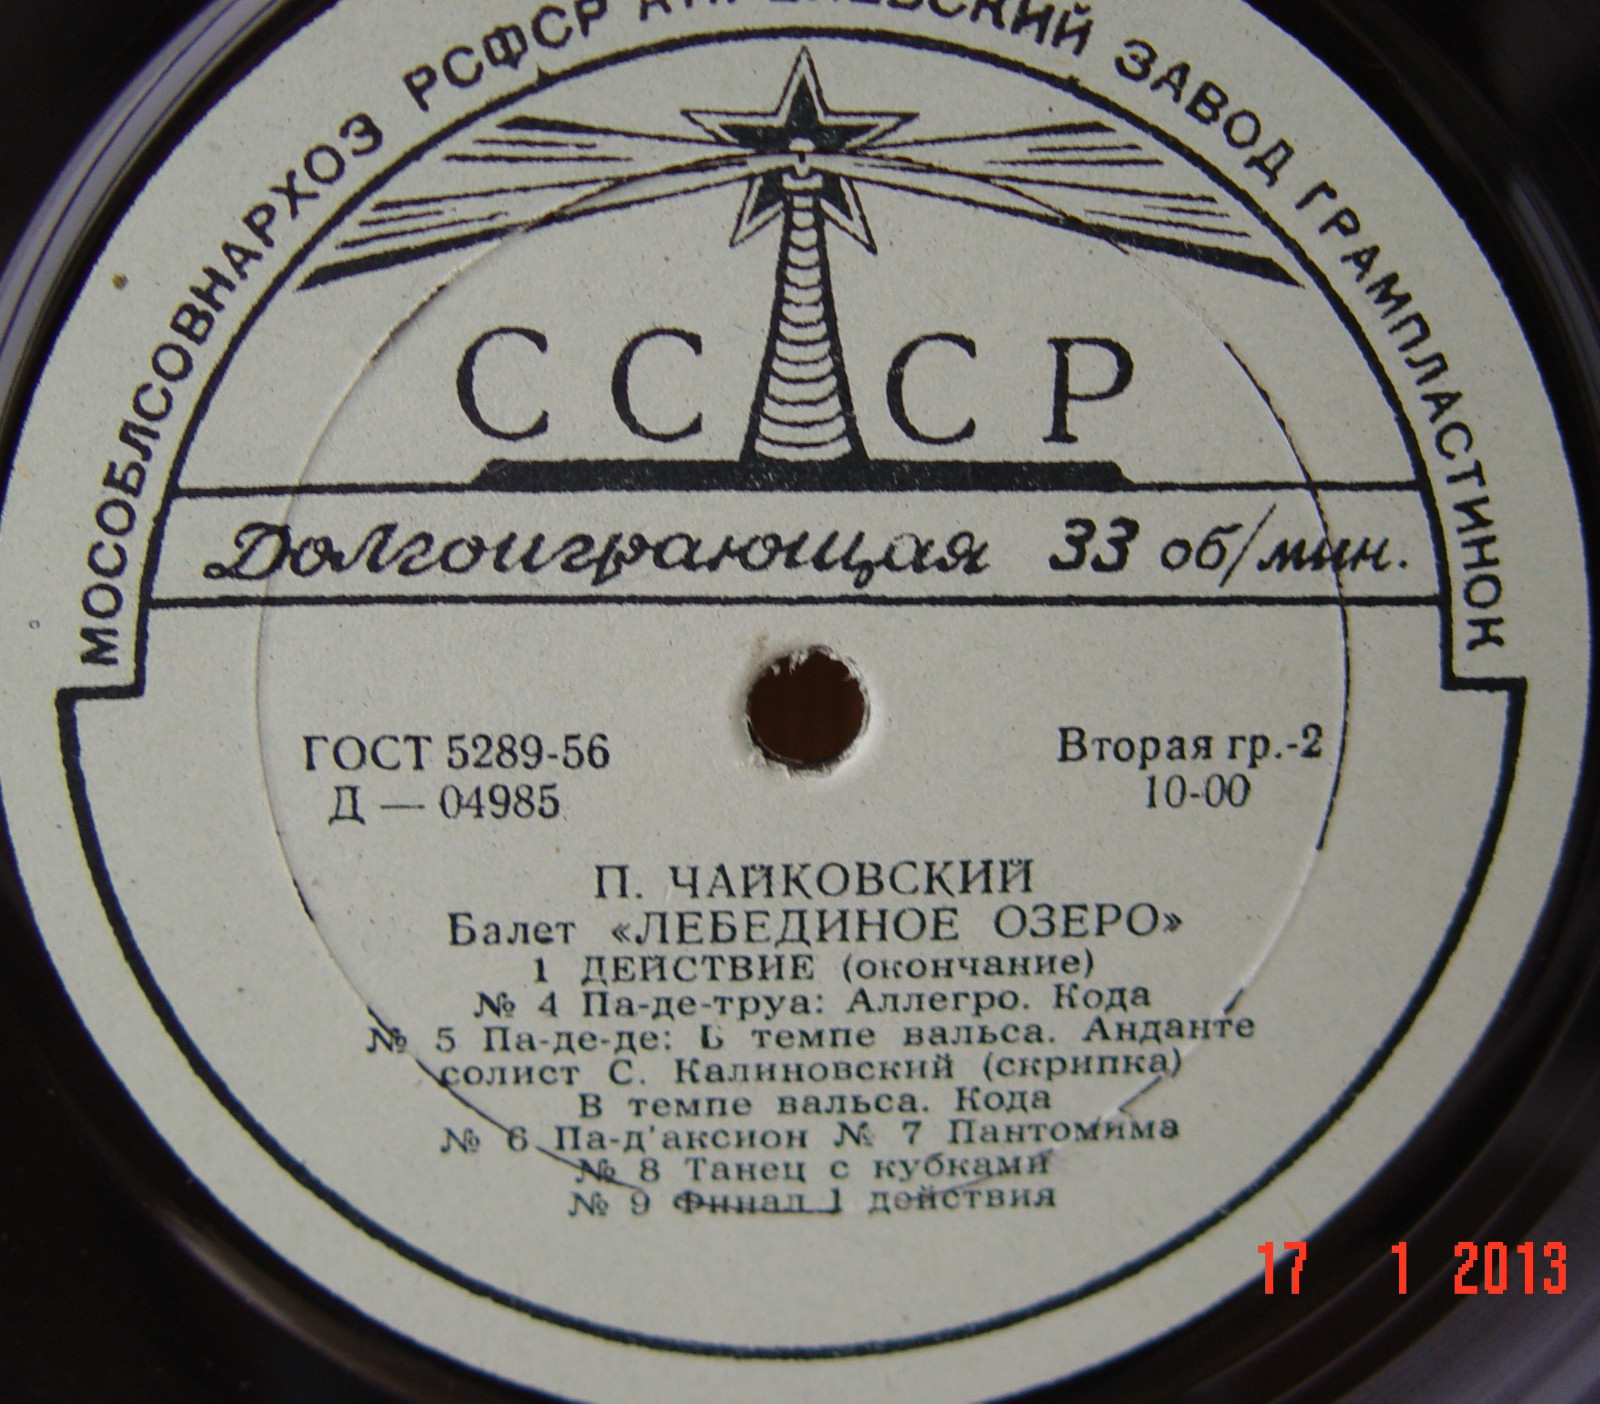 МОСОБЛСОВНАРХОЗ РСФСР АПРЕЛЕВСКИЙ ЗАВОД ГРАМПЛАСТИНОК
СССР
Долгоиграющая 33 об/мин.
ГОСТ 5289-56
Д — 04985
Вторая гр.-2
10-00
П. ЧАЙКОВСКИЙ
Балет «ЛЕБЕДИНОЕ ОЗЕРО»
1 ДЕЙСТВИЕ (окончание)
№ 4 Па-де-труа: Аллегро. Кода
№ 5 Па-де-де: В темпе вальса. Анданте
солист С. Калиновский (скрипка)
В темпе вальса. Кода
№ 6 Па-д'аксион № 7 Пантомима
№ 8 Танец с кубками
№ 9 Финал 1 действия
17 1 2013